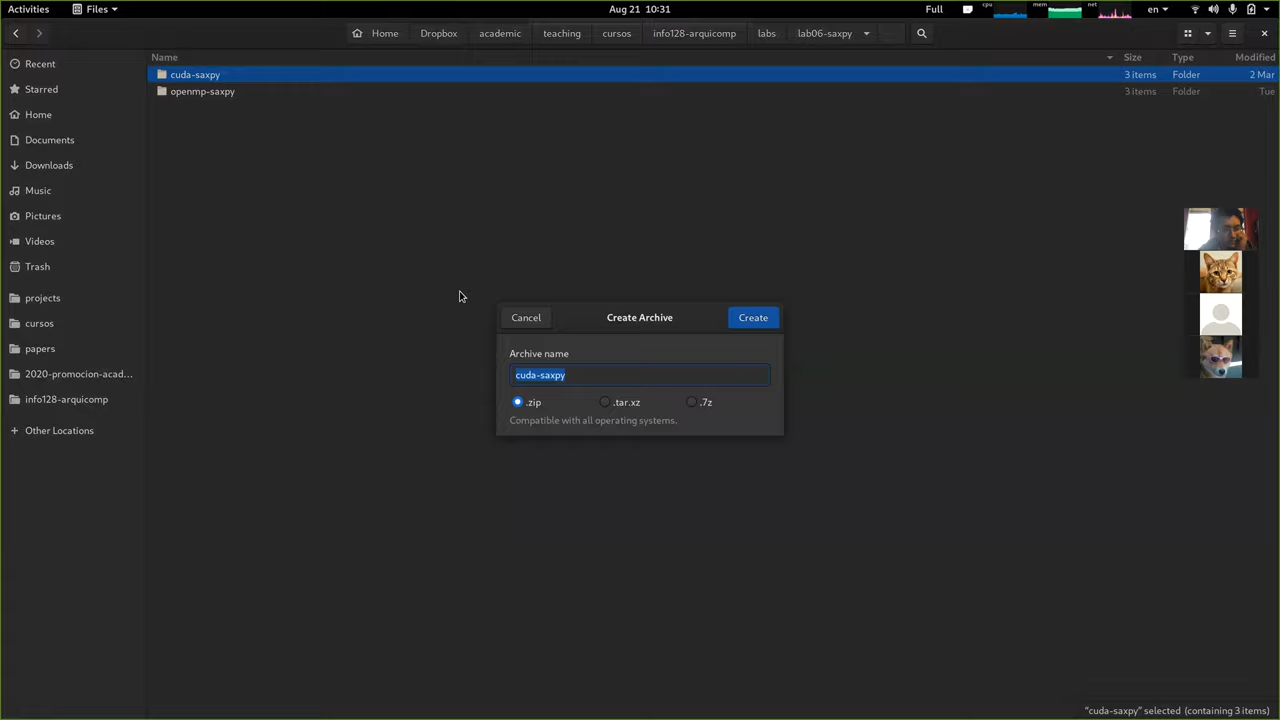 Activities Files Aug 21 10:31 Full cpu mem net en
Home Dropbox academic teaching cursos info128-arquicomp labs lab06-saxpy
Name Size Type Modified
Recent
Starred
Home
Documents
Downloads
Music
Pictures
Videos
Trash
projects
cursos
papers
2020-promocion-acad...
info128-arquicomp
+ Other Locations
cuda-saxpy 3 items Folder 2 Mar
openmp-saxpy 3 items Folder Tue
Cancel Create Archive Create
Archive name
cuda-saxpy
.zip .tar.xz .7z
Compatible with all operating systems.
"cuda-saxpy" selected (containing 3 items)